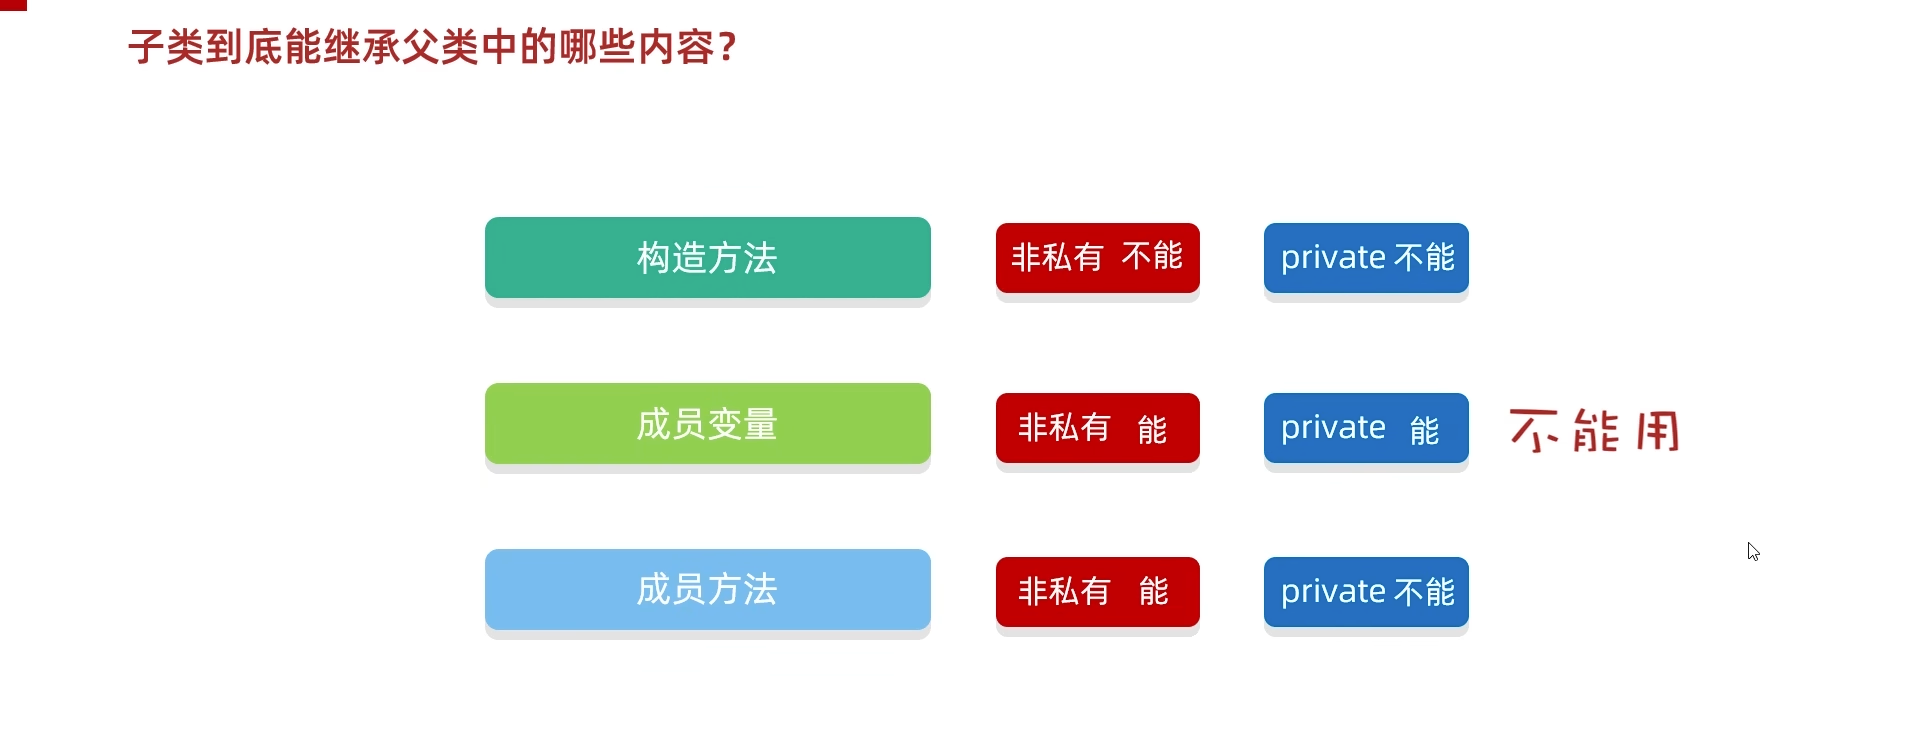 子类到底能继承父类中的哪些内容?
构造方法 非私有 不能 private 不能
成员变量 非私有 能 private 能 不能用
成员方法 非私有 能 private 不能